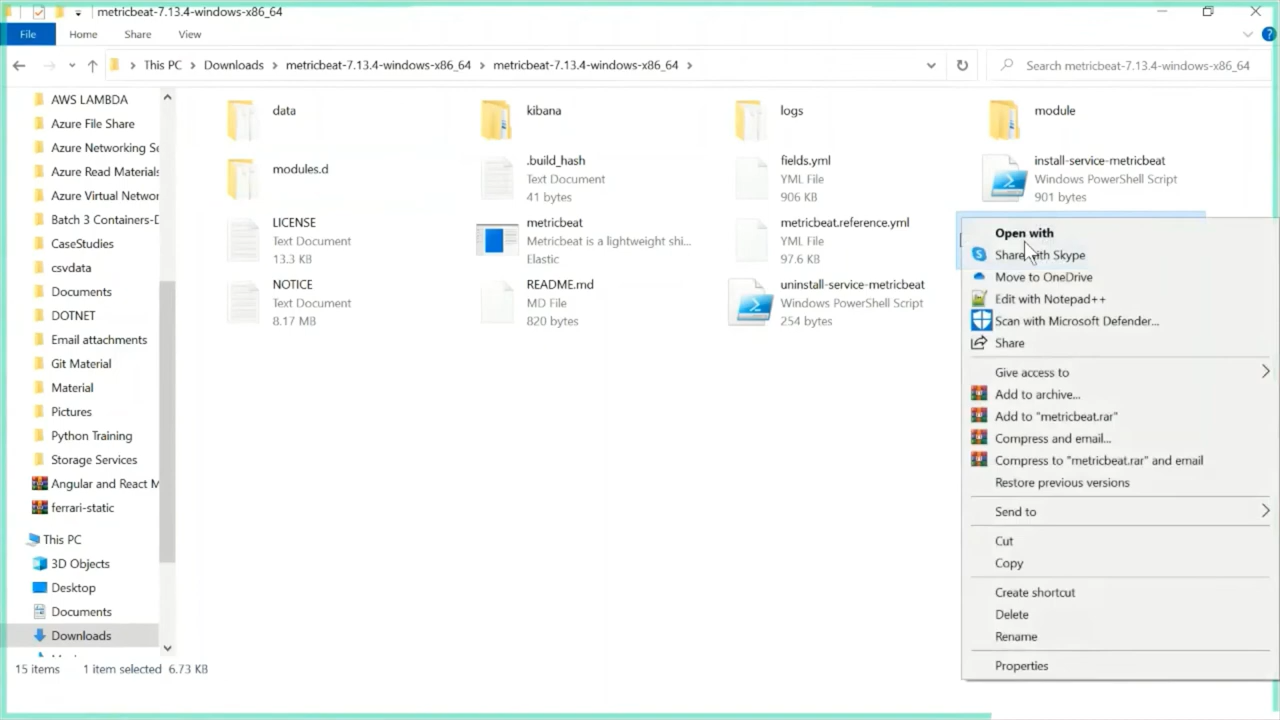 metricbeat-7.13.4-windows-x86_64
File Home Share View
This PC Downloads metricbeat-7.13.4-windows-x86_64 metricbeat-7.13.4-windows-x86_64
Search metricbeat-7.13.4-windows-x86_64
AWS LAMBDA
Azure File Share
Azure Networking Se
Azure Read Materials
Azure Virtual Networ
Batch 3 Containers-D
CaseStudies
csvdata
Documents
DOTNET
Email attachments
Git Material
Material
Pictures
Python Training
Storage Services
Angular and React M
ferrari-static
This PC
3D Objects
Desktop
Documents
Downloads
data
kibana
logs
module
modules.d
.build_hash
Text Document
41 bytes
fields.yml
YML File
906 KB
install-service-metricbeat
Windows PowerShell Script
901 bytes
LICENSE
Text Document
13.3 KB
metricbeat
Metricbeat is a lightweight shi...
Elastic
metricbeat.reference.yml
YML File
97.6 KB
NOTICE
Text Document
8.17 MB
README.md
MD File
820 bytes
uninstall-service-metricbeat
Windows PowerShell Script
254 bytes
Open with
Share with Skype
Move to OneDrive
Edit with Notepad++
Scan with Microsoft Defender...
Share
Give access to
Add to archive...
Add to "metricbeat.rar"
Compress and email...
Compress to "metricbeat.rar" and email
Restore previous versions
Send to
Cut
Copy
Create shortcut
Delete
Rename
Properties
15 items 1 item selected 6.73 KB